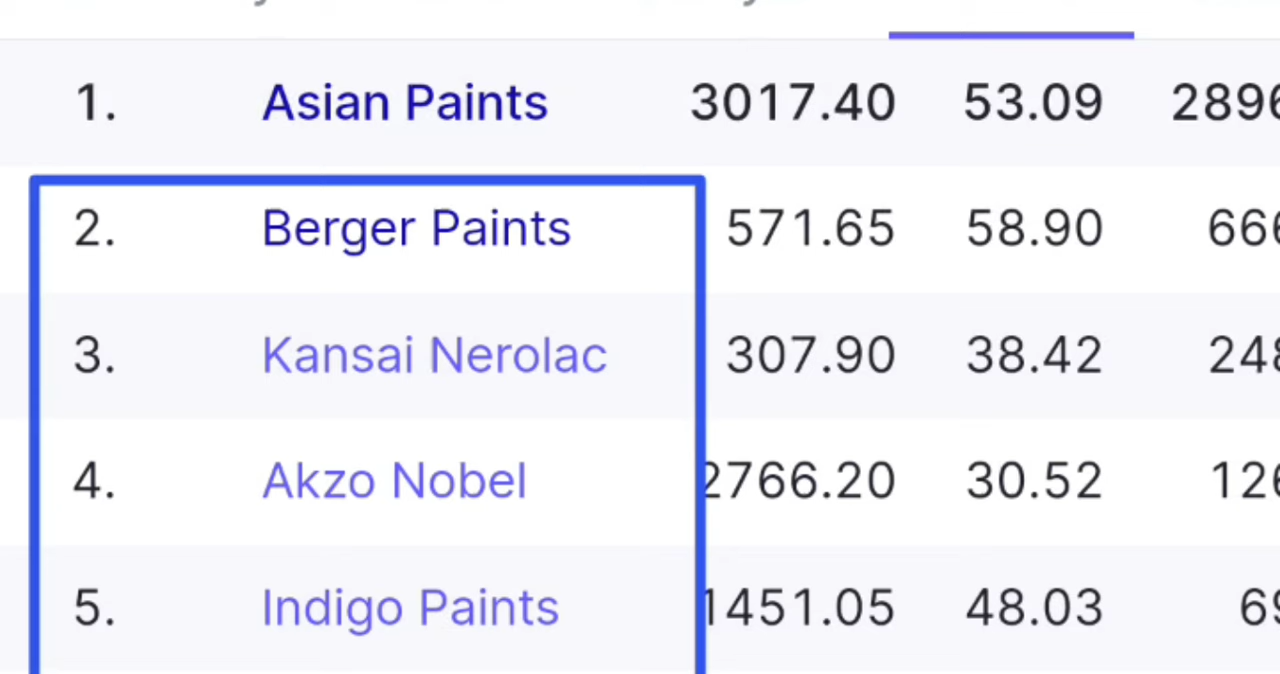 1. Asian Paints 3017.40 53.09
2. Berger Paints 571.65 58.90
3. Kansai Nerolac 307.90 38.42
4. Akzo Nobel 2766.20 30.52
5. Indigo Paints 1451.05 48.03